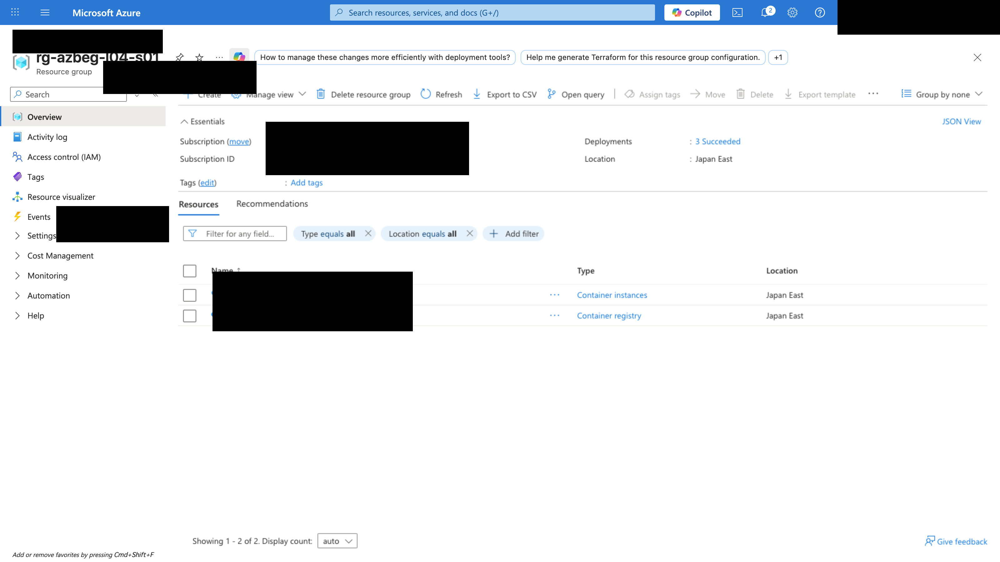 Microsoft Azure
Search resources, services, and docs (G+/)
Copilot
2
rg-azbeg-l04-s01
How to manage these changes more efficiently with deployment tools?
Help me generate Terraform for this resource group configuration.
+1
Resource group
Search
Create
Manage view
Delete resource group
Refresh
Export to CSV
Open query
Assign tags
Move
Delete
Export template
Group by none
Overview
Activity log
Access control (IAM)
Tags
Resource visualizer
Events
Settings
Cost Management
Monitoring
Automation
Help
Essentials
JSON View
Subscription (move)
Deployments : 3 Succeeded
Subscription ID
Location : Japan East
Tags (edit) : Add tags
Resources
Recommendations
Filter for any field...
Type equals all
Location equals all
Add filter
Name ↑
Type
Location
Container instances
Japan East
Container registry
Japan East
Showing 1 - 2 of 2. Display count: auto
Give feedback
Add or remove favorites by pressing Cmd+Shift+F